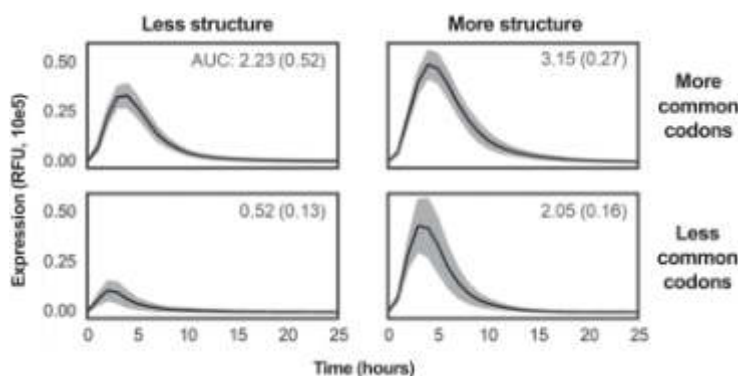 Less structure
More structure
AUC: 2.23 (0.52)
3.15 (0.27)
0.50
0.25
0.00
More
common
codons
0.52 (0.13)
2.05 (0.16)
0.50
0.25
0.00
Less
common
codons
Expression (RFU, 10e5)
0 5 10 15 20 25
0 5 10 15 20 25
Time (hours)